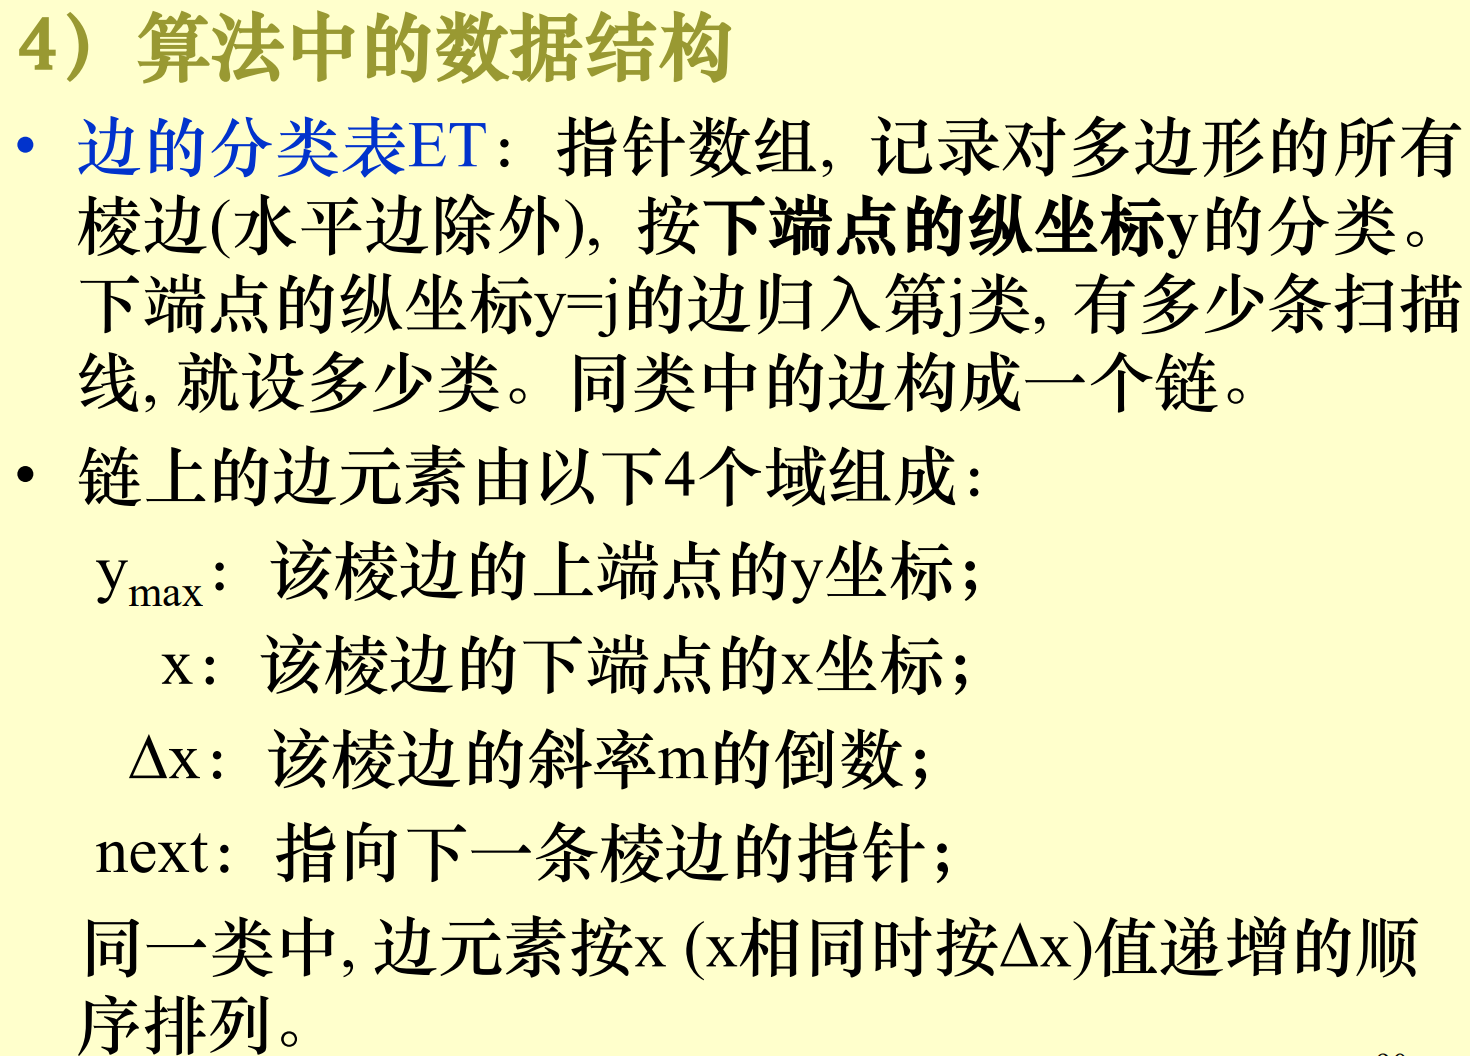 4）算法中的数据结构
• 边的分类表ET：指针数组, 记录对多边形的所有
棱边(水平边除外), 按下端点的纵坐标y的分类。
下端点的纵坐标y=j的边归入第j类, 有多少条扫描
线, 就设多少类。同类中的边构成一个链。
• 链上的边元素由以下4个域组成：
ymax：该棱边的上端点的y坐标；
x：该棱边的下端点的x坐标；
Δx：该棱边的斜率m的倒数；
next：指向下一条棱边的指针；
同一类中, 边元素按x (x相同时按Δx)值递增的顺
序排列。